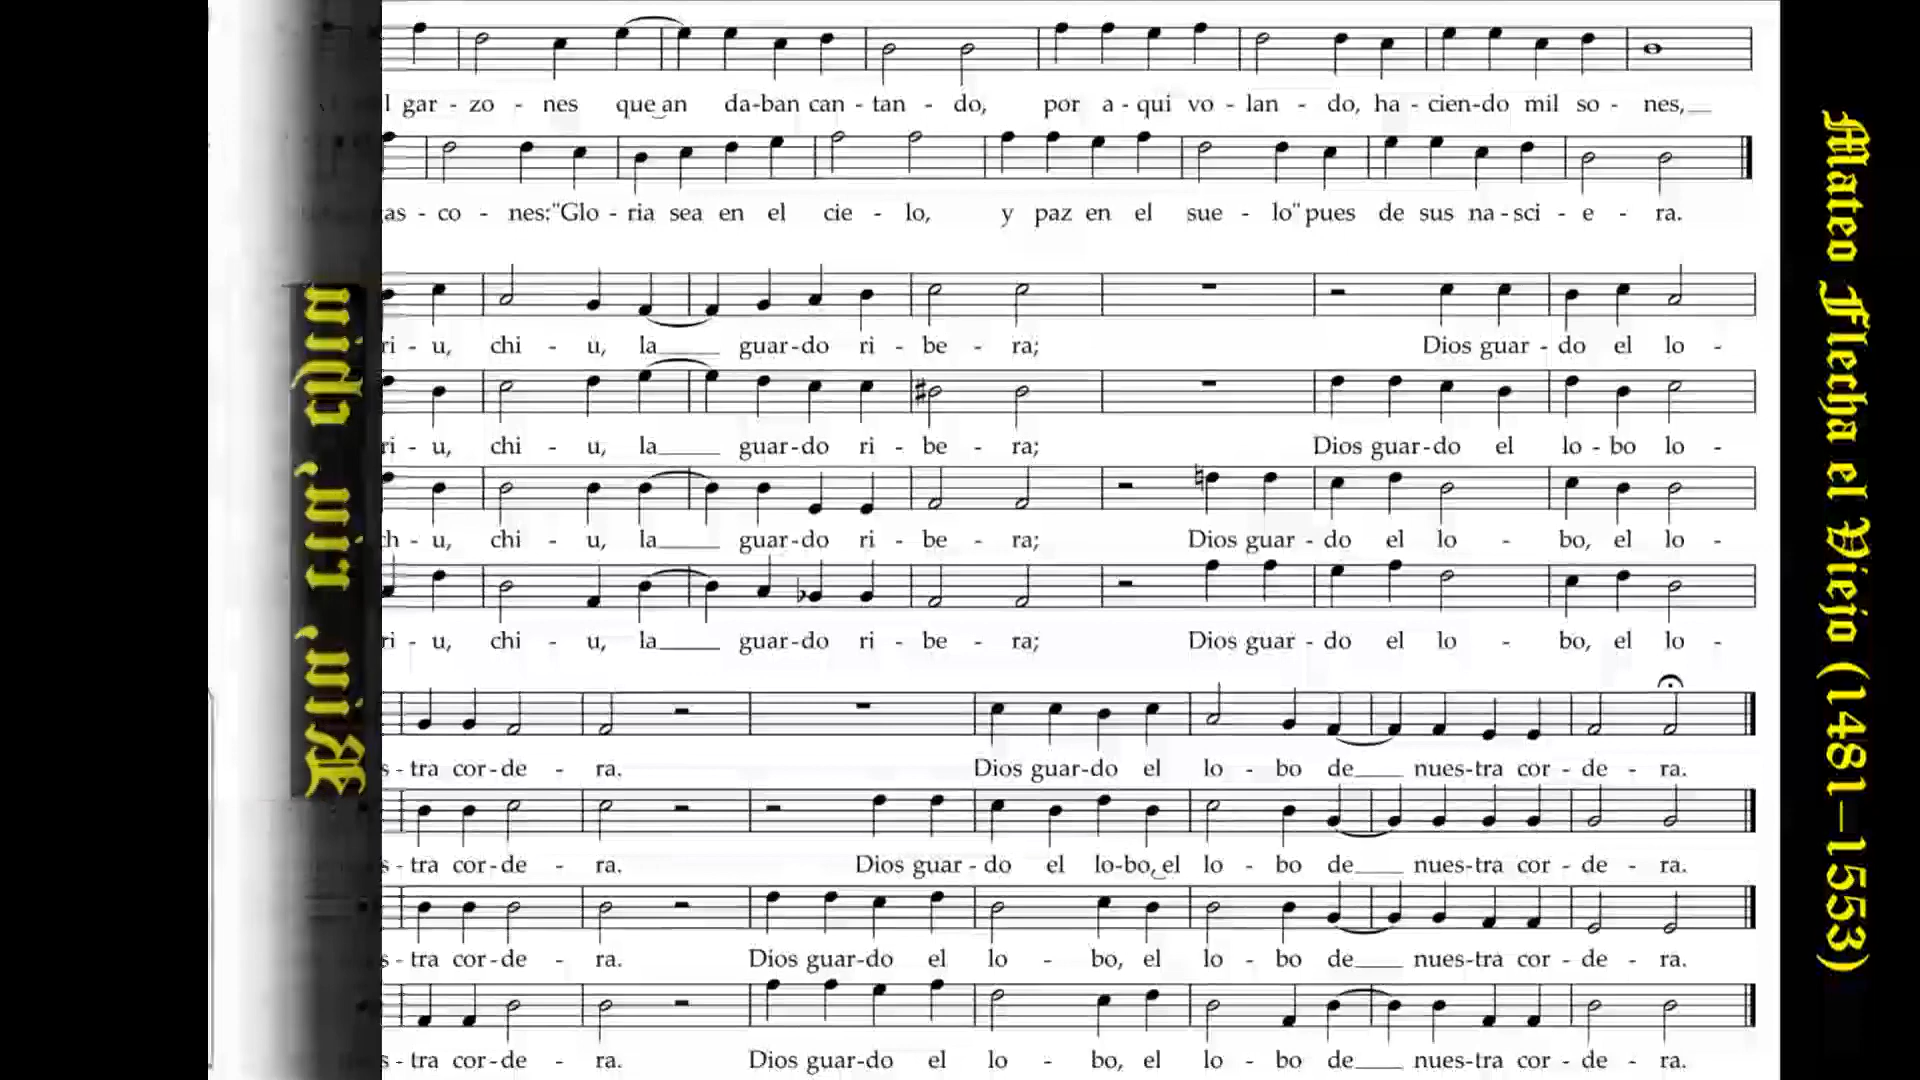 l gar - zo - nes que an da-ban can - tan - do, por a - qui vo - lan - do, ha - cien-do mil so - nes,
as - co - nes: "Glo - ria sea en el cie - lo, y paz en el sue - lo" pues de sus na - sci - e - ra.
ri - u, chi - u, la guar-do ri - be - ra; Dios guar - do el lo -
ri - u, chi - u, la guar-do ri - be - ra; Dios guar-do el lo - bo lo -
ch - u, chi - u, la guar-do ri - be - ra; Dios guar - do el lo - bo, el lo -
ri - u, chi - u, la guar-do ri - be - ra; Dios guar - do el lo - bo, el lo -
s - tra cor-de - ra. Dios guar-do el lo - bo de nues-tra cor - de - ra.
s - tra cor-de - ra. Dios guar - do el lo-bo, el lo - bo de nues-tra cor - de - ra.
s - tra cor-de - ra. Dios guar-do el lo - bo, el lo - bo de nues-tra cor - de - ra.
s - tra cor-de - ra. Dios guar-do el lo - bo, el lo - bo de nues-tra cor - de - ra.
Mateo Flecha el Viejo (1481–1553)